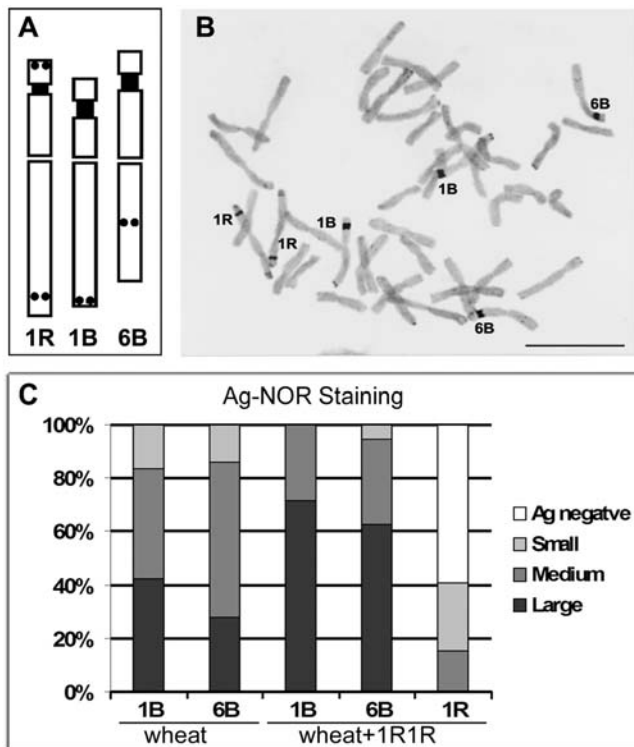 A
1R 1B 6B
B
6B
1B
1R
1B
1R
6B
C
Ag-NOR Staining
100%
80%
60%
40%
20%
0%
Ag negatve
Small
Medium
Large
1B 6B 1B 6B 1R
wheat wheat+1R1R